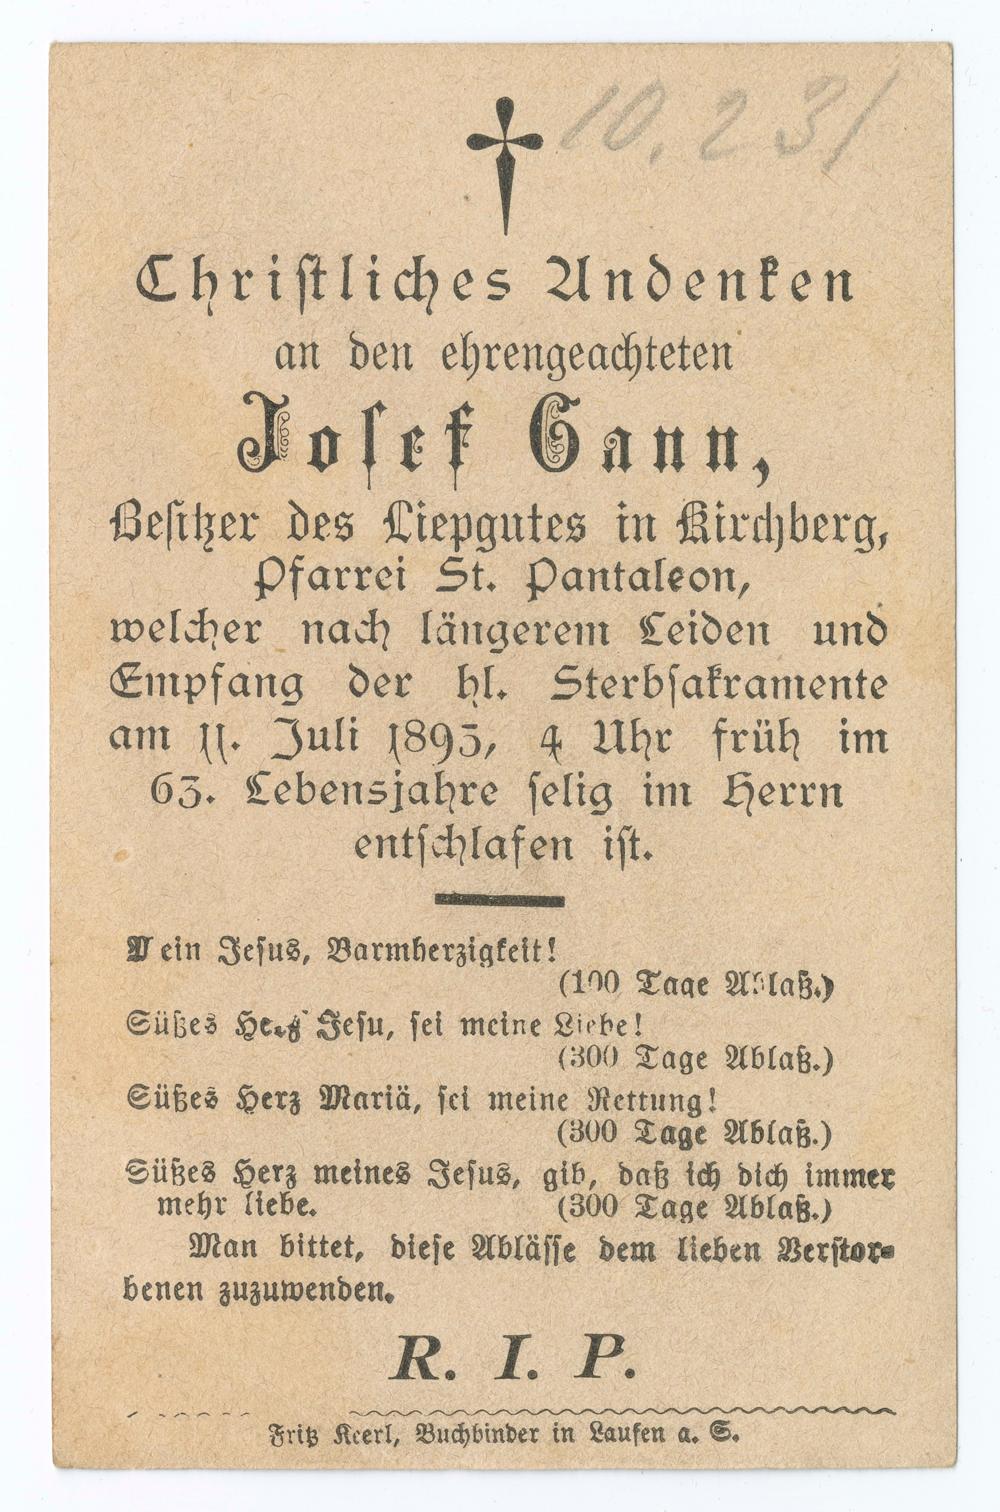 10. 2 31
Christliches Andenken
an den ehrengeachteten
Josef Gann,
Besitzer des Liepgutes in Kirchberg,
Pfarrei St. Pantaleon,
welcher nach längerem Leiden und
Empfang der hl. Sterbsakramente
am 11. Juli 1895, 4 Uhr früh im
63. Lebensjahre selig im Herrn
entschlafen ist.
Mein Jesus, Barmherzigkeit!
(100 Tage Ablaß.)
Süßes Herz Jesu, sei meine Liebe!
(300 Tage Ablaß.)
Süßes Herz Mariä, sei meine Rettung!
(300 Tage Ablaß.)
Süßes Herz meines Jesus, gib, daß ich dich immer
mehr liebe. (300 Tage Ablaß.)
Man bittet, diese Ablässe dem lieben Verstor-
benen zuzuwenden.
R. I. P.
Fritz Keerl, Buchbinder in Laufen a. S.